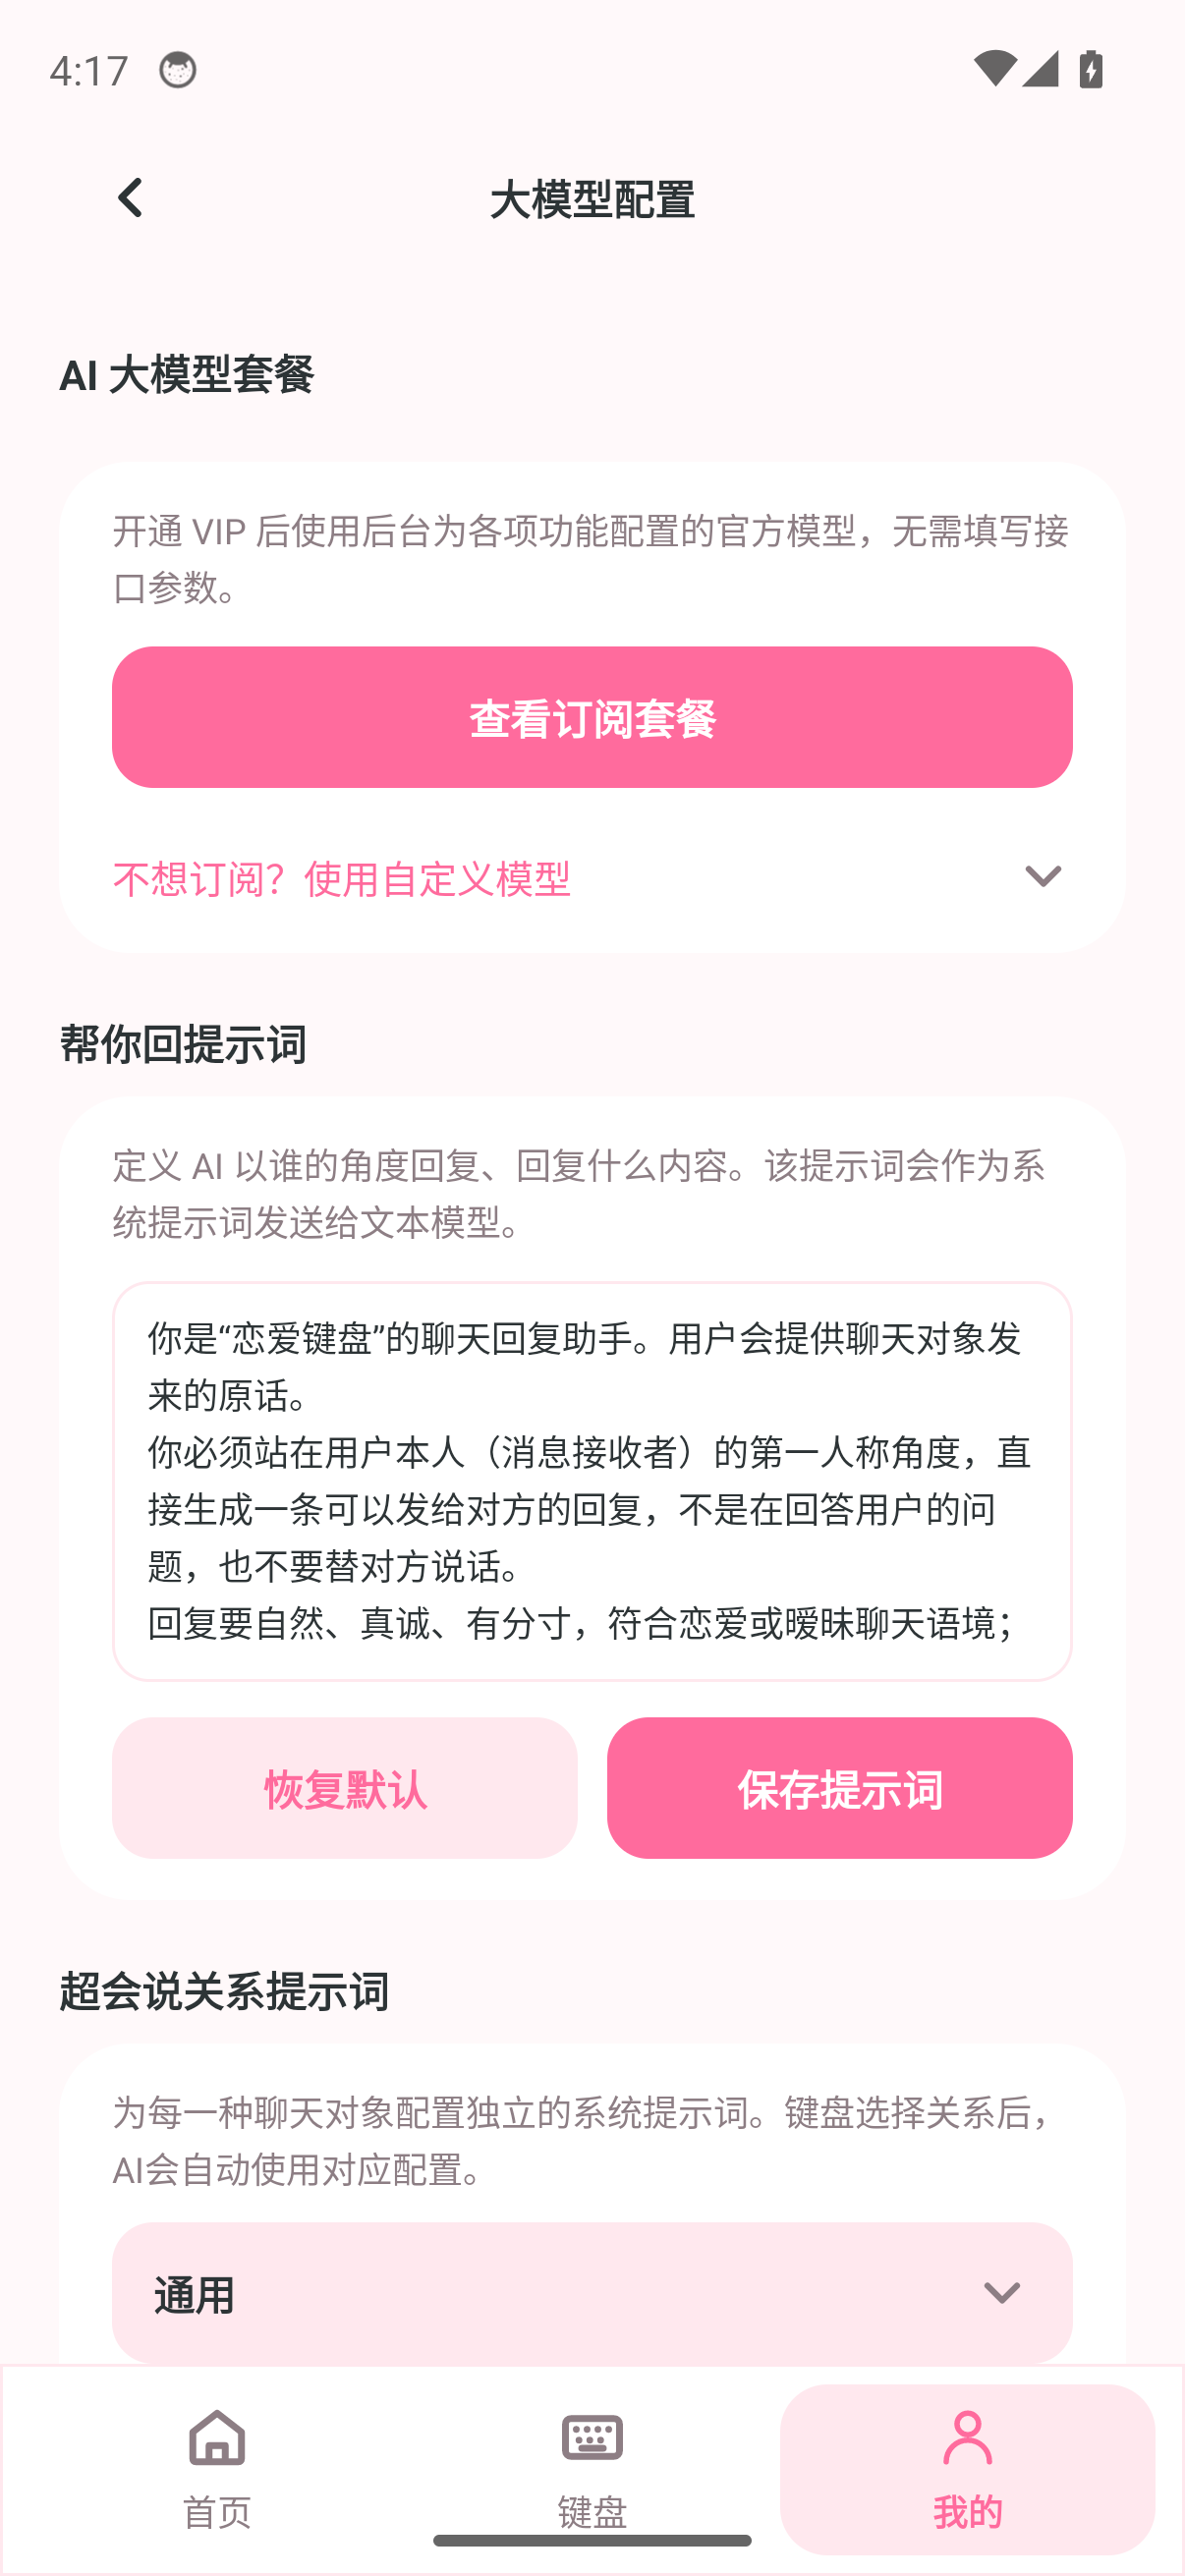 4:17
大模型配置
AI 大模型套餐
开通 VIP 后使用后台为各项功能配置的官方模型，无需填写接
口参数。
查看订阅套餐
不想订阅？使用自定义模型
帮你回提示词
定义 AI 以谁的角度回复、回复什么内容。该提示词会作为系
统提示词发送给文本模型。
你是“恋爱键盘”的聊天回复助手。用户会提供聊天对象发
来的原话。
你必须站在用户本人（消息接收者）的第一人称角度，直
接生成一条可以发给对方的回复，不是在回答用户的问
题，也不要替对方说话。
回复要自然、真诚、有分寸，符合恋爱或暧昧聊天语境；
恢复默认
保存提示词
超会说关系提示词
为每一种聊天对象配置独立的系统提示词。键盘选择关系后，
AI会自动使用对应配置。
通用
首页
键盘
我的